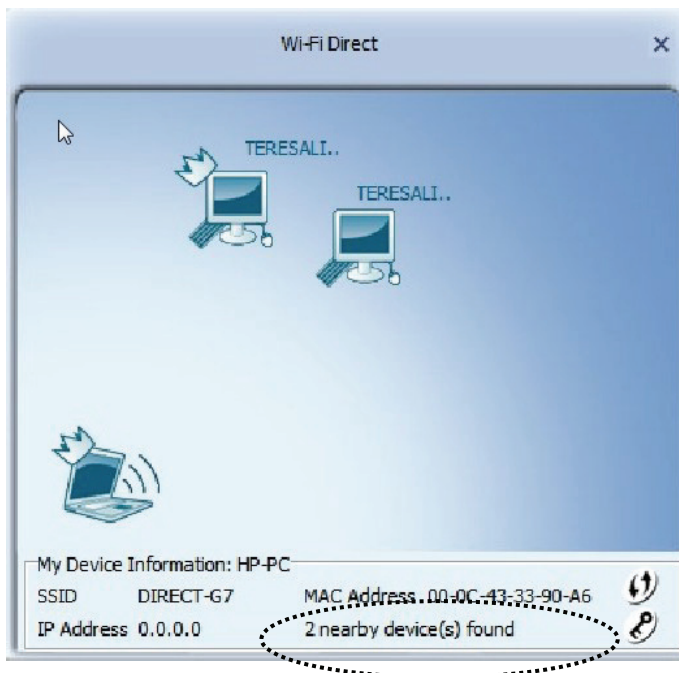 Wi-Fi Direct
TERESALI..
TERESALI..
My Device Information: HP-PC
SSID DIRECT-G7 MAC Address 00-0C-43-33-90-A6
IP Address 0.0.0.0 2 nearby device(s) found